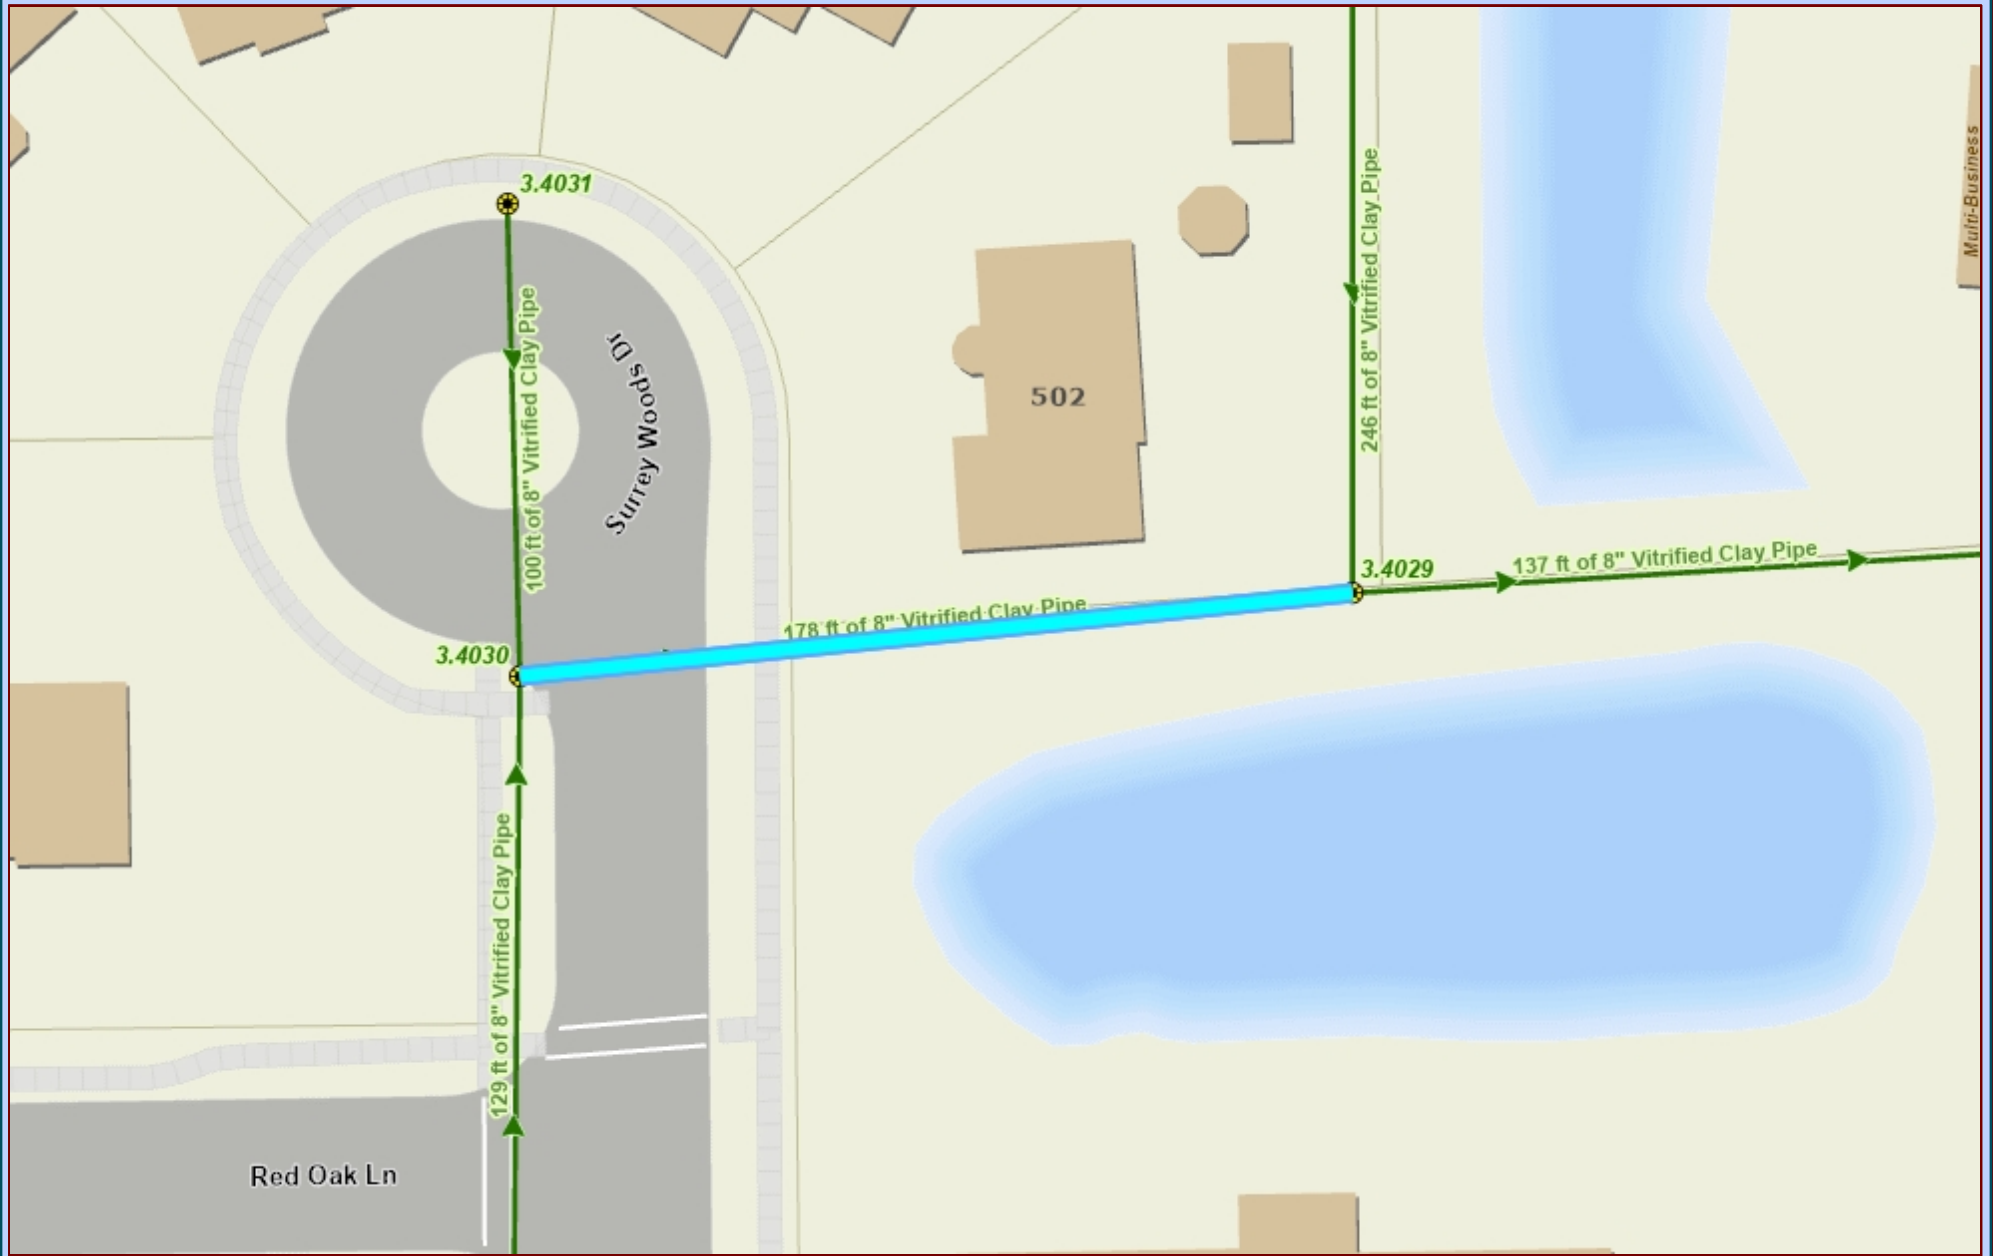 3.4031
100 ft of 8" Vitrified Clay Pipe
Surrey Woods Dr
502
246 ft of 8" Vitrified Clay Pipe
Multi-Business
3.4029
137 ft of 8" Vitrified Clay Pipe
178 ft of 8" Vitrified Clay Pipe
3.4030
129 ft of 8" Vitrified Clay Pipe
Red Oak Ln